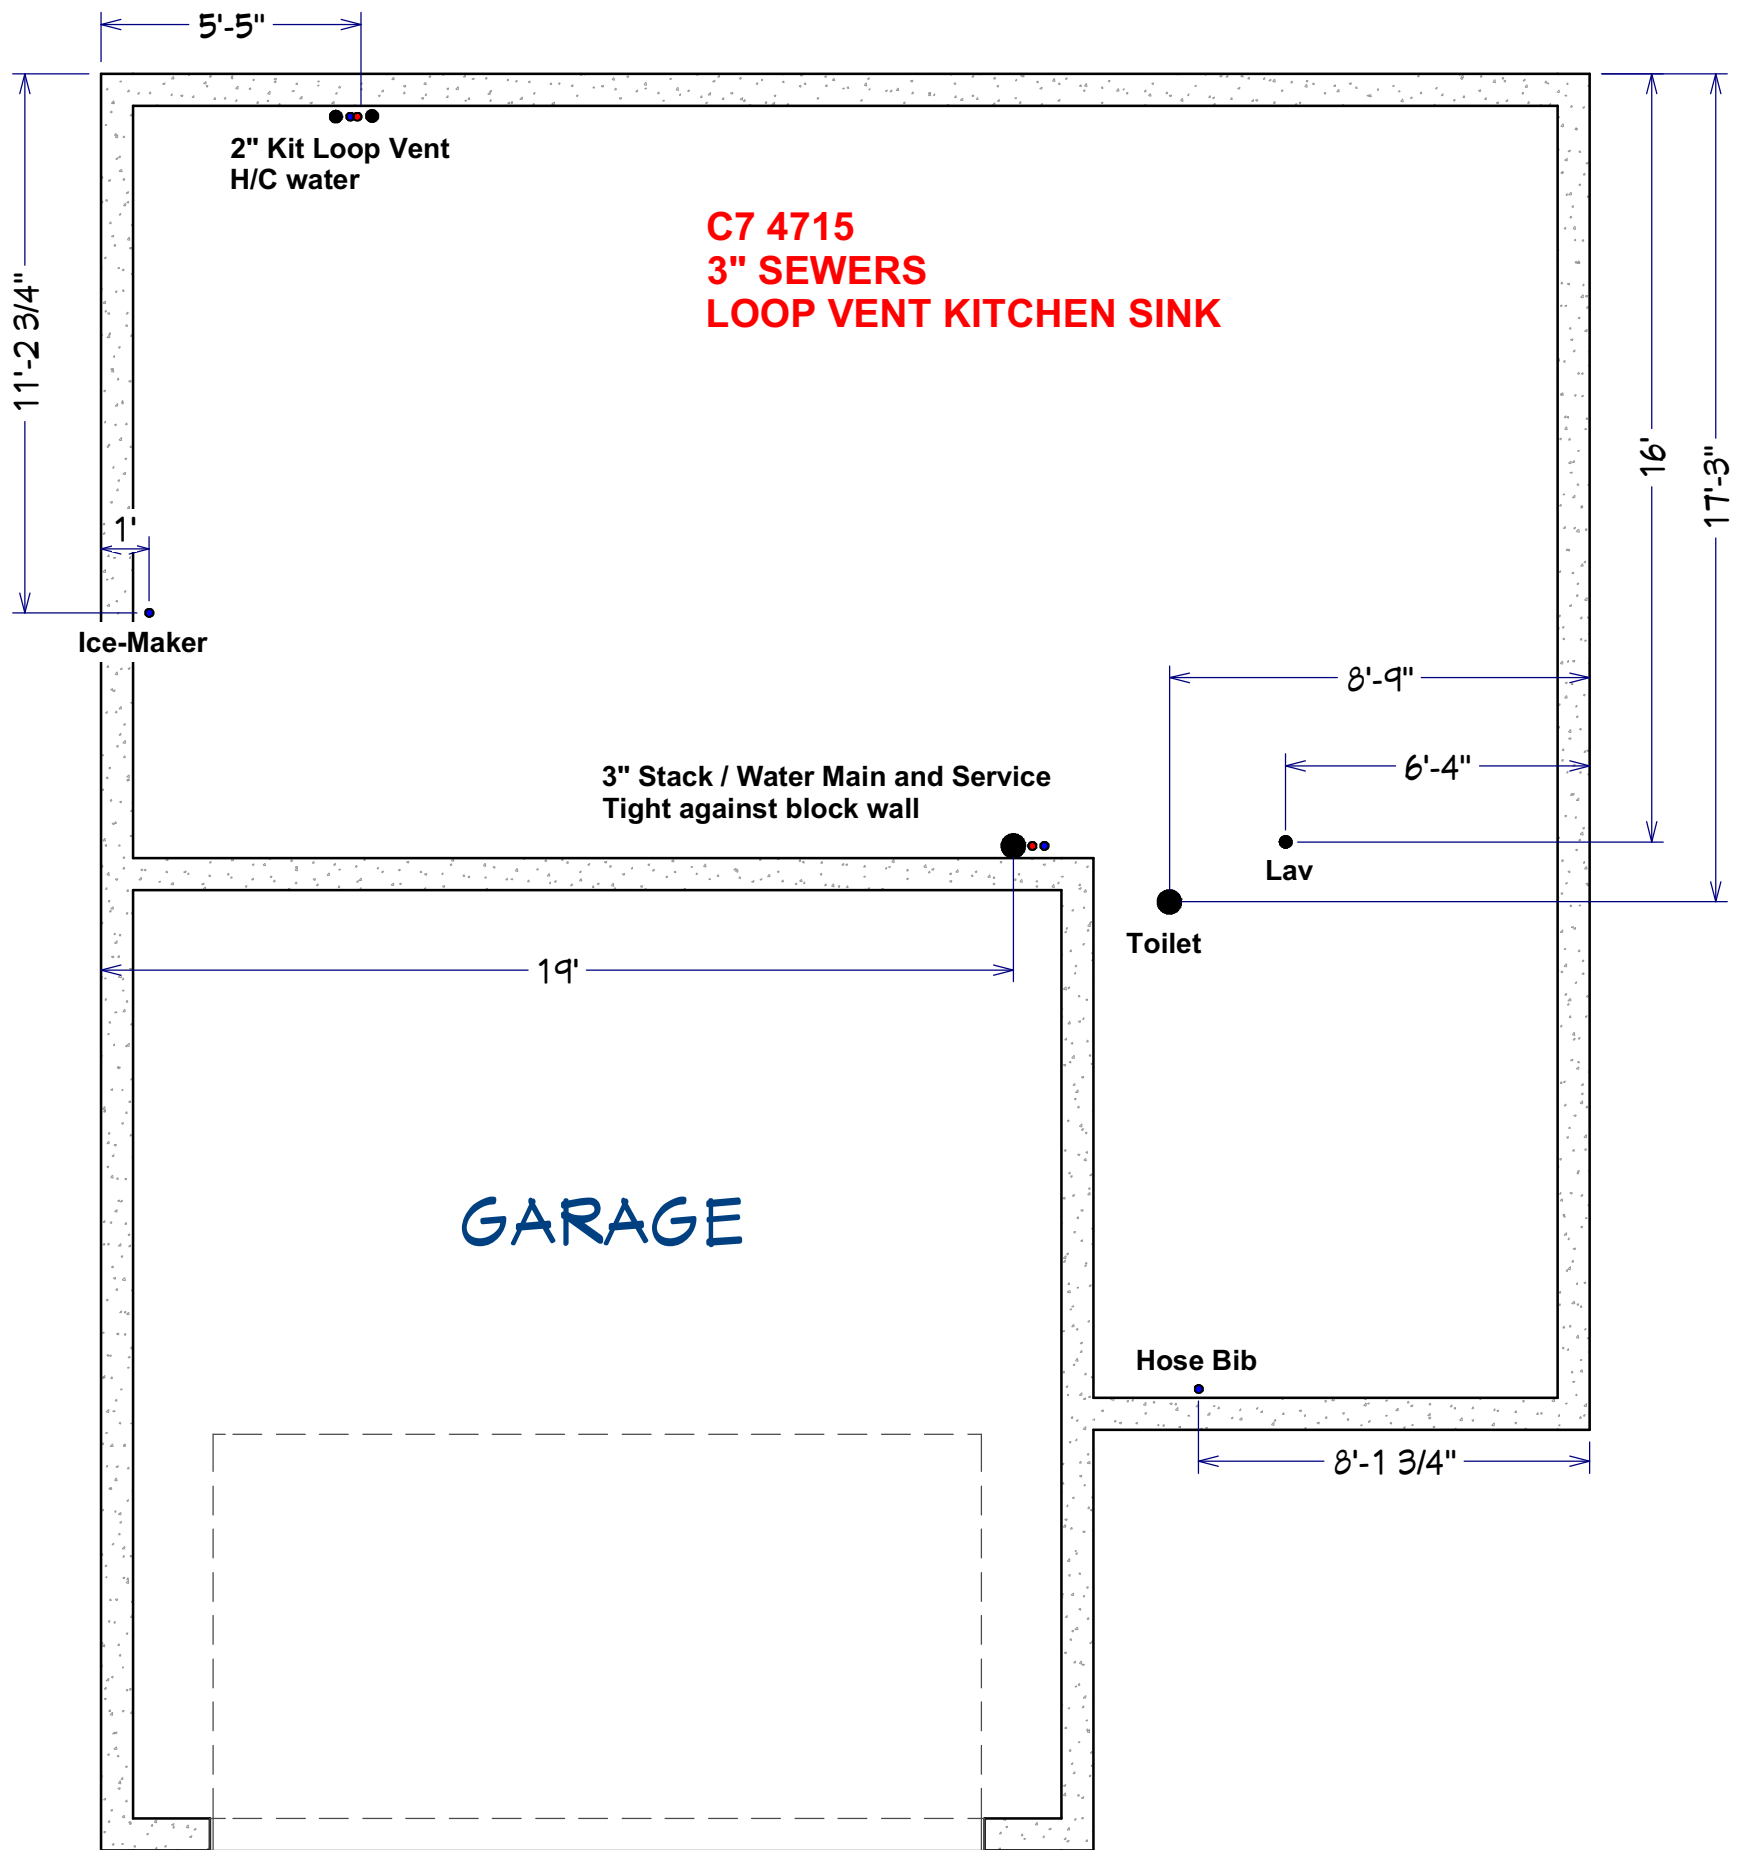 5'-5"
2" Kit Loop Vent
H/C water
C7 4715
3" SEWERS
LOOP VENT KITCHEN SINK
11'-2 3/4"
16'
17'-3"
1'
Ice-Maker
8'-9"
6'-4"
3" Stack / Water Main and Service
Tight against block wall
Lav
Toilet
19'
GARAGE
Hose Bib
8'-1 3/4"